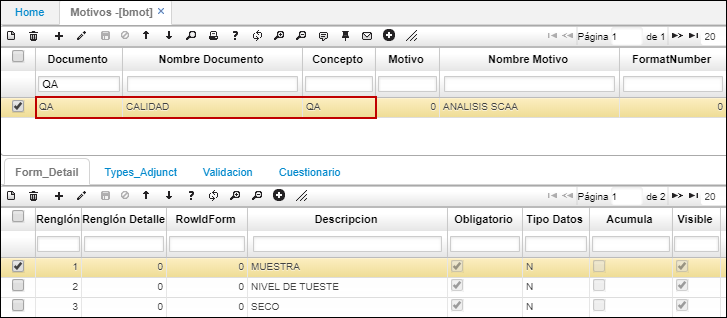 Home Motivos -[bmot] ×
Página 1 de 1 20
Documento Nombre Documento Concepto Motivo Nombre Motivo FormatNumber
QA
QA CALIDAD QA 0 ANALISIS SCAA 0
Form_Detail Types_Adjunct Validacion Cuestionario
Página 1 de 2 20
Renglón Renglón Detalle RowIdForm Descripcion Obligatorio Tipo Datos Acumula Visible
1 0 0 MUESTRA N
2 0 0 NIVEL DE TUESTE N
3 0 0 SECO N